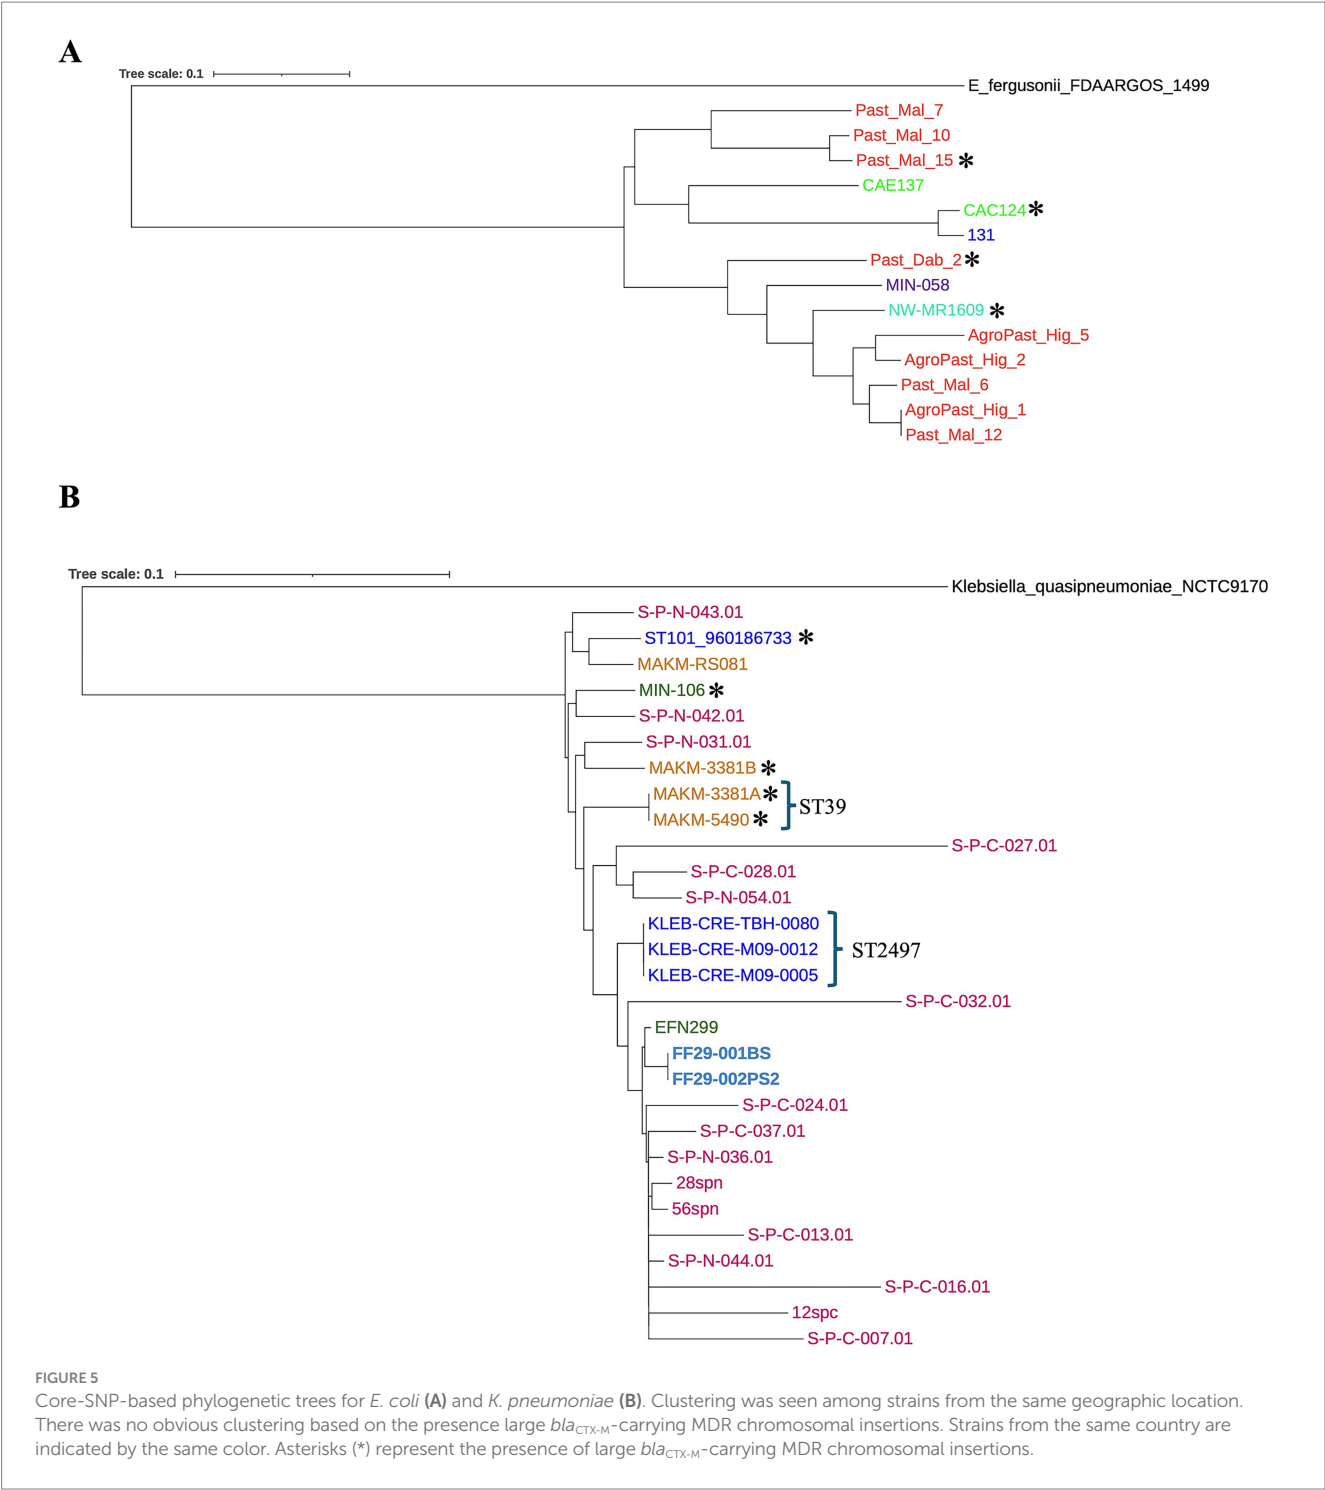 A
Tree scale: 0.1
E_fergusonii_FDAARGOS_1499
Past_Mal_7
Past_Mal_10
Past_Mal_15 *
CAE137
CAC124 *
131
Past_Dab_2 *
MIN-058
NW-MR1609 *
AgroPast_Hig_5
AgroPast_Hig_2
Past_Mal_6
AgroPast_Hig_1
Past_Mal_12
B
Tree scale: 0.1
Klebsiella_quasipneumoniae_NCTC9170
S-P-N-043.01
ST101_960186733 *
MAKM-RS081
MIN-106 *
S-P-N-042.01
S-P-N-031.01
MAKM-3381B *
MAKM-3381A *
ST39
MAKM-5490 *
S-P-C-027.01
S-P-C-028.01
S-P-N-054.01
KLEB-CRE-TBH-0080
KLEB-CRE-M09-0012
ST2497
KLEB-CRE-M09-0005
S-P-C-032.01
EFN299
FF29-001BS
FF29-002PS2
S-P-C-024.01
S-P-C-037.01
S-P-N-036.01
28spn
56spn
S-P-C-013.01
S-P-N-044.01
S-P-C-016.01
12spc
S-P-C-007.01
FIGURE 5
Core-SNP-based phylogenetic trees for E. coli (A) and K. pneumoniae (B). Clustering was seen among strains from the same geographic location.
There was no obvious clustering based on the presence large blaCTX-M-carrying MDR chromosomal insertions. Strains from the same country are
indicated by the same color. Asterisks (*) represent the presence of large blaCTX-M-carrying MDR chromosomal insertions.